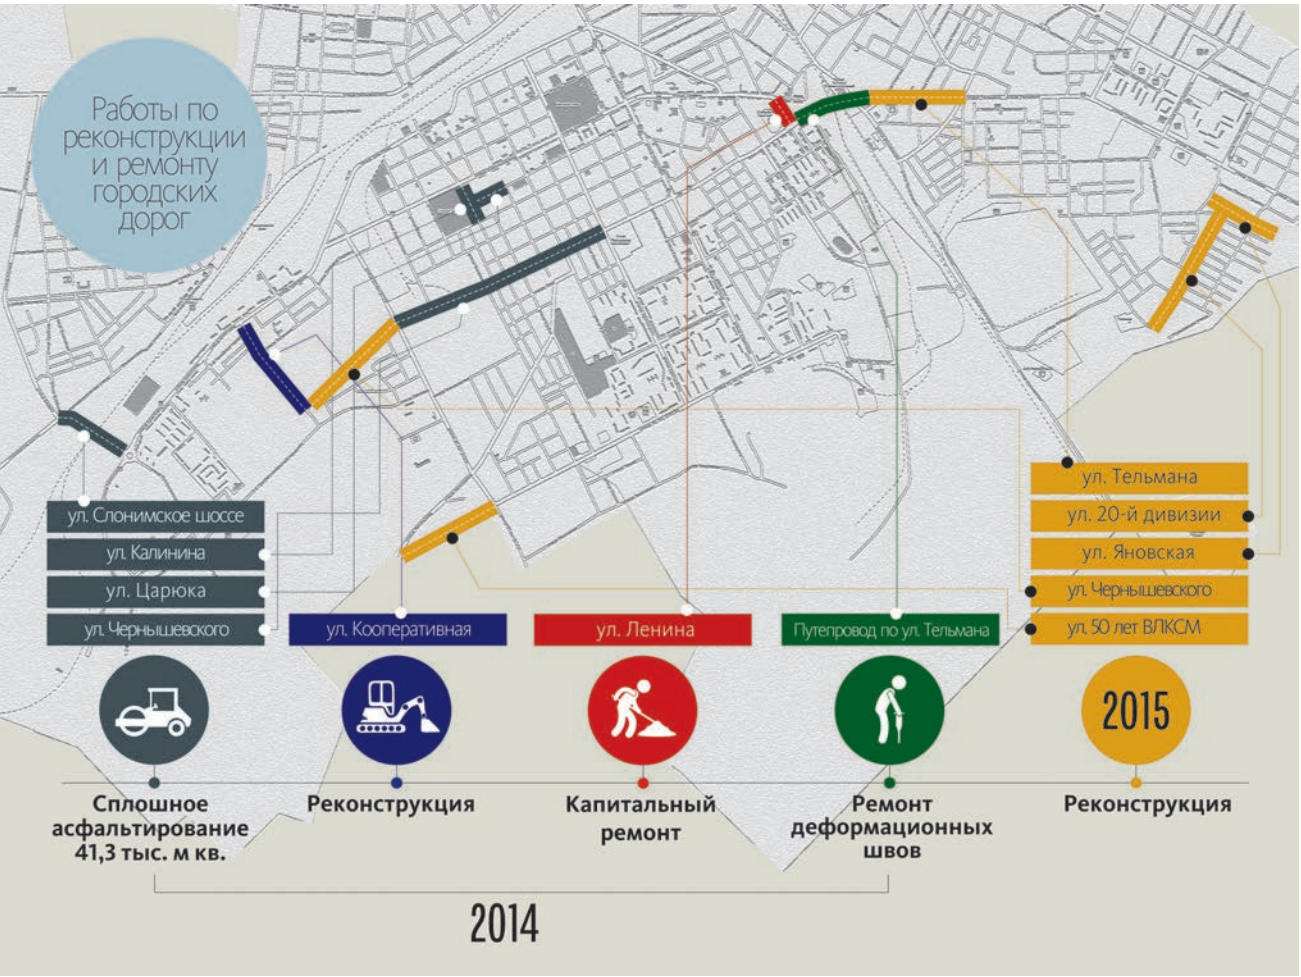 Работы по
реконструкции
и ремонту
городских
дорог
ул. Слонимское шоссе
ул. Калинина
ул. Царюка
ул. Чернышевского
ул. Кооперативная
ул. Ленина
Путепровод по ул. Тельмана
ул. Тельмана
ул. 20-й дивизии
ул. Яновская
ул. Чернышевского
ул. 50 лет ВЛКСМ
2015
Сплошное
асфальтирование
41,3 тыс. м кв.
Реконструкция
Капитальный
ремонт
Ремонт
деформационных
швов
Реконструкция
2014